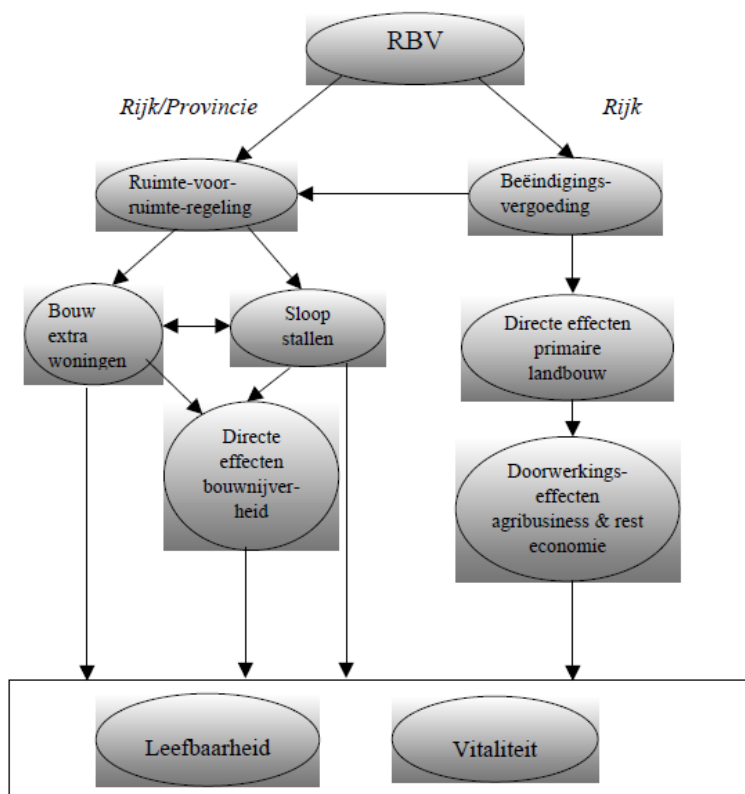 RBV
Rijk/Provincie
Rijk
Ruimte-voor-
ruimte-regeling
Beëindigings-
vergoeding
Bouw
extra
woningen
Sloop
stallen
Directe effecten
primaire
landbouw
Directe
effecten
bouwnijver-
heid
Doorwerkings-
effecten
agribusiness & rest
economie
Leefbaarheid
Vitaliteit